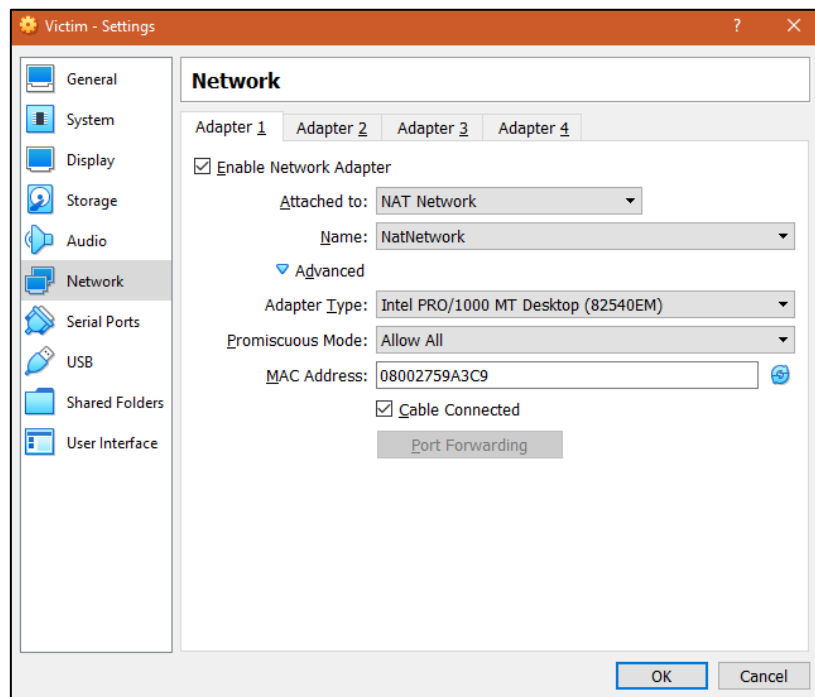 Victim - Settings ? ×
General
System
Display
Storage
Audio
Network
Serial Ports
USB
Shared Folders
User Interface
Network
Adapter 1 Adapter 2 Adapter 3 Adapter 4
Enable Network Adapter
Attached to: NAT Network
Name: NatNetwork
Advanced
Adapter Type: Intel PRO/1000 MT Desktop (82540EM)
Promiscuous Mode: Allow All
MAC Address: 08002759A3C9
Cable Connected
Port Forwarding
OK Cancel